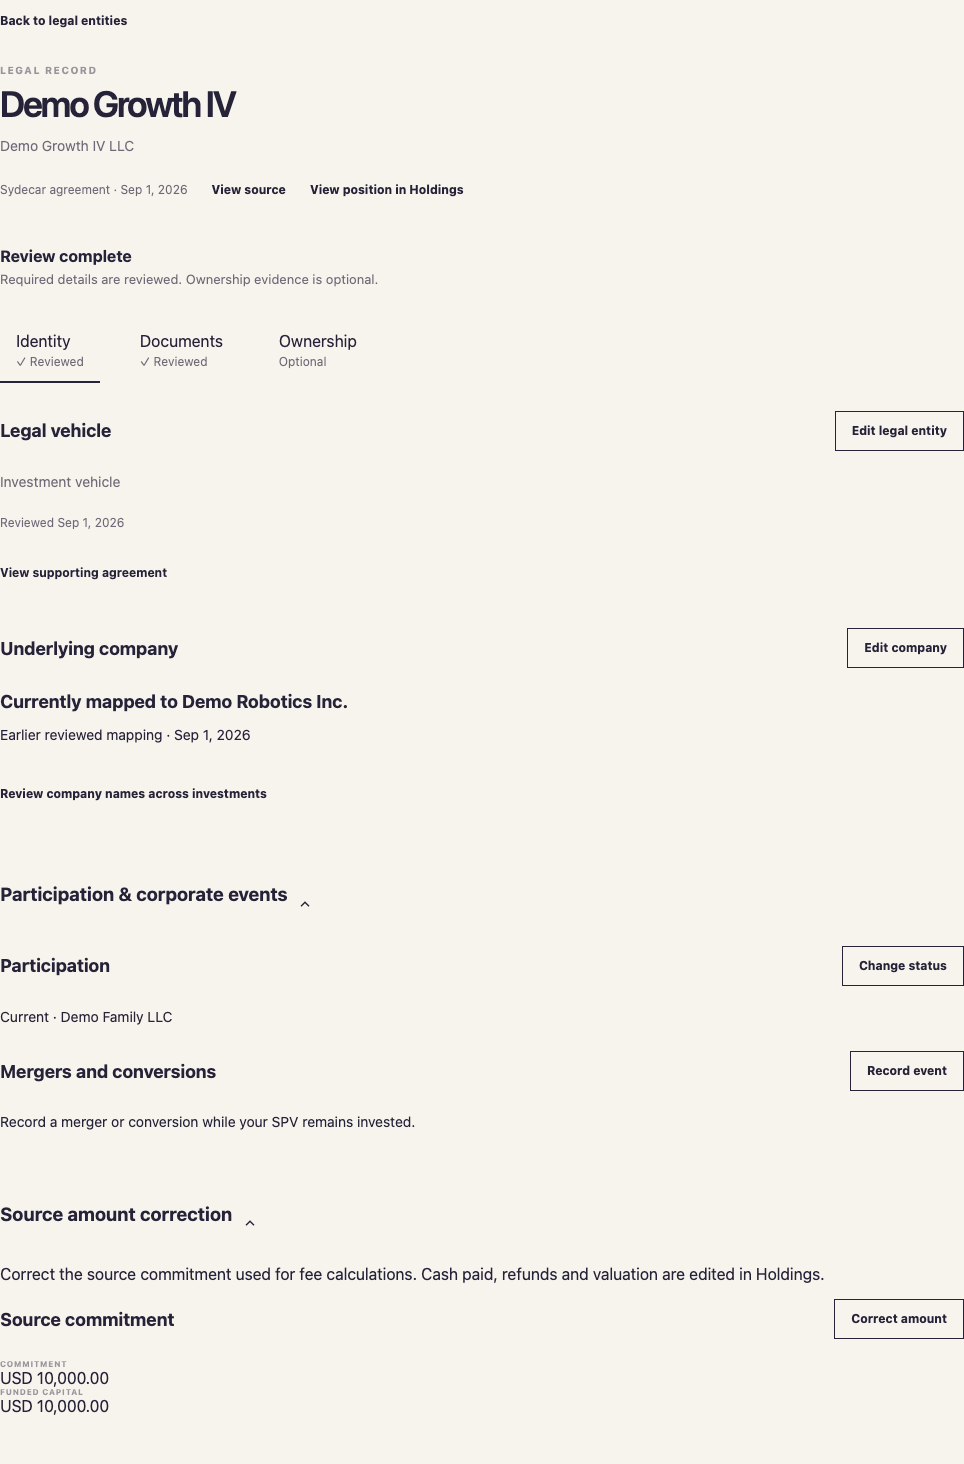 Back to legal entities
LEGAL RECORD
Demo Growth IV
Demo Growth IV LLC
Sydecar agreement · Sep 1, 2026 View source View position in Holdings
Review complete
Required details are reviewed. Ownership evidence is optional.
Identity Documents Ownership
✓ Reviewed ✓ Reviewed Optional
Legal vehicle Edit legal entity
Investment vehicle
Reviewed Sep 1, 2026
View supporting agreement
Underlying company Edit company
Currently mapped to Demo Robotics Inc.
Earlier reviewed mapping · Sep 1, 2026
Review company names across investments
Participation & corporate events
Participation Change status
Current · Demo Family LLC
Mergers and conversions Record event
Record a merger or conversion while your SPV remains invested.
Source amount correction
Correct the source commitment used for fee calculations. Cash paid, refunds and valuation are edited in Holdings.
Source commitment Correct amount
COMMITMENT
USD 10,000.00
FUNDED CAPITAL
USD 10,000.00